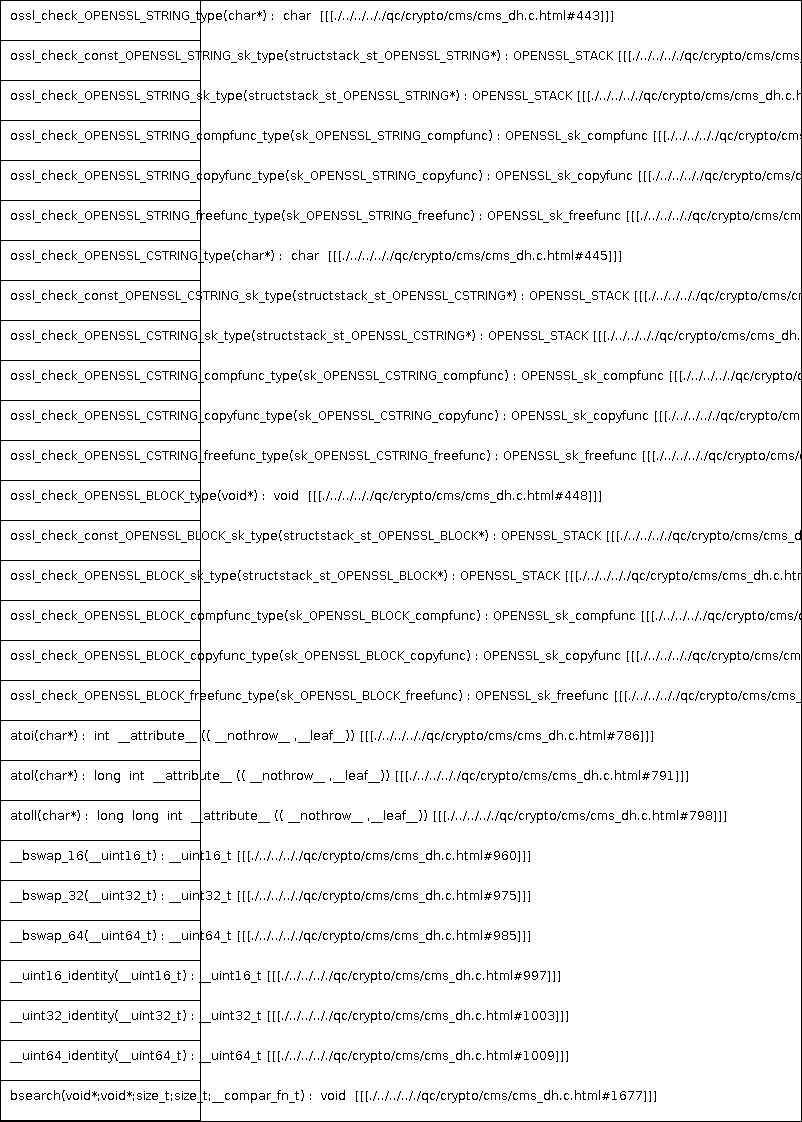 ossl_check_OPENSSL_STRING_type(char*) :  char  [[[./../../../../qc/crypto/cms/cms_dh.c.html#443]]]
ossl_check_const_OPENSSL_STRING_sk_type(structstack_st_OPENSSL_STRING*) : OPENSSL_STACK [[[./../../../../qc/crypto/cms/cms_
ossl_check_OPENSSL_STRING_sk_type(structstack_st_OPENSSL_STRING*) : OPENSSL_STACK [[[./../../../../qc/crypto/cms/cms_dh.c.h
ossl_check_OPENSSL_STRING_compfunc_type(sk_OPENSSL_STRING_compfunc) : OPENSSL_sk_compfunc [[[./../../../../qc/crypto/cms
ossl_check_OPENSSL_STRING_copyfunc_type(sk_OPENSSL_STRING_copyfunc) : OPENSSL_sk_copyfunc [[[./../../../../qc/crypto/c
ossl_check_OPENSSL_STRING_freefunc_type(sk_OPENSSL_STRING_freefunc) : OPENSSL_sk_freefunc [[[./../../../../qc/crypto/cms/cm
ossl_check_OPENSSL_CSTRING_type(char*) :  char  [[[./../../../../qc/crypto/cms/cms_dh.c.html#445]]]
ossl_check_const_OPENSSL_CSTRING_sk_type(structstack_st_OPENSSL_CSTRING*) : OPENSSL_STACK [[[./../../../../qc/crypto/cms/cr
ossl_check_OPENSSL_CSTRING_sk_type(structstack_st_OPENSSL_CSTRING*) : OPENSSL_STACK [[[./../../../../qc/crypto/cms/cms_dh.
ossl_check_OPENSSL_CSTRING_compfunc_type(sk_OPENSSL_CSTRING_compfunc) : OPENSSL_sk_compfunc [[[./../../../../qc/crypto/c
ossl_check_OPENSSL_CSTRING_copyfunc_type(sk_OPENSSL_CSTRING_copyfunc) : OPENSSL_sk_copyfunc [[[./../../../../qc/crypto/cm
ossl_check_OPENSSL_CSTRING_freefunc_type(sk_OPENSSL_CSTRING_freefunc) : OPENSSL_sk_freefunc [[[./../../../../qc/crypto/cms/
ossl_check_OPENSSL_BLOCK_type(void*) :  void  [[[./../../../../qc/crypto/cms/cms_dh.c.html#448]]]
ossl_check_const_OPENSSL_BLOCK_sk_type(structstack_st_OPENSSL_BLOCK*) : OPENSSL_STACK [[[./../../../../qc/crypto/cms/cms_d
ossl_check_OPENSSL_BLOCK_sk_type(structstack_st_OPENSSL_BLOCK*) : OPENSSL_STACK [[[./../../../../qc/crypto/cms/cms_dh.c.htm
ossl_check_OPENSSL_BLOCK_compfunc_type(sk_OPENSSL_BLOCK_compfunc) : OPENSSL_sk_compfunc [[[./../../../../qc/crypto/cms/
ossl_check_OPENSSL_BLOCK_copyfunc_type(sk_OPENSSL_BLOCK_copyfunc) : OPENSSL_sk_copyfunc [[[./../../../../qc/crypto/cms/cm
ossl_check_OPENSSL_BLOCK_freefunc_type(sk_OPENSSL_BLOCK_freefunc) : OPENSSL_sk_freefunc [[[./../../../../qc/crypto/cms/cms_
atoi(char*) :  int  __attribute__ (( __nothrow__ ,__leaf__)) [[[./../../../../qc/crypto/cms/cms_dh.c.html#786]]]
atol(char*) :  long  int  __attribute__ (( __nothrow__ ,__leaf__)) [[[./../../../../qc/crypto/cms/cms_dh.c.html#791]]]
atoll(char*) :  long  long  int  __attribute__ (( __nothrow__ ,__leaf__)) [[[./../../../../qc/crypto/cms/cms_dh.c.html#798]]]
__bswap_16(__uint16_t) : __uint16_t [[[./../../../../qc/crypto/cms/cms_dh.c.html#960]]]
__bswap_32(__uint32_t) : __uint32_t [[[./../../../../qc/crypto/cms/cms_dh.c.html#975]]]
__bswap_64(__uint64_t) : __uint64_t [[[./../../../../qc/crypto/cms/cms_dh.c.html#985]]]
__uint16_identity(__uint16_t) : __uint16_t [[[./../../../../qc/crypto/cms/cms_dh.c.html#997]]]
__uint32_identity(__uint32_t) : __uint32_t [[[./../../../../qc/crypto/cms/cms_dh.c.html#1003]]]
__uint64_identity(__uint64_t) : __uint64_t [[[./../../../../qc/crypto/cms/cms_dh.c.html#1009]]]
bsearch(void*;void*;size_t;size_t;__compar_fn_t) :  void  [[[./../../../../qc/crypto/cms/cms_dh.c.html#1677]]]